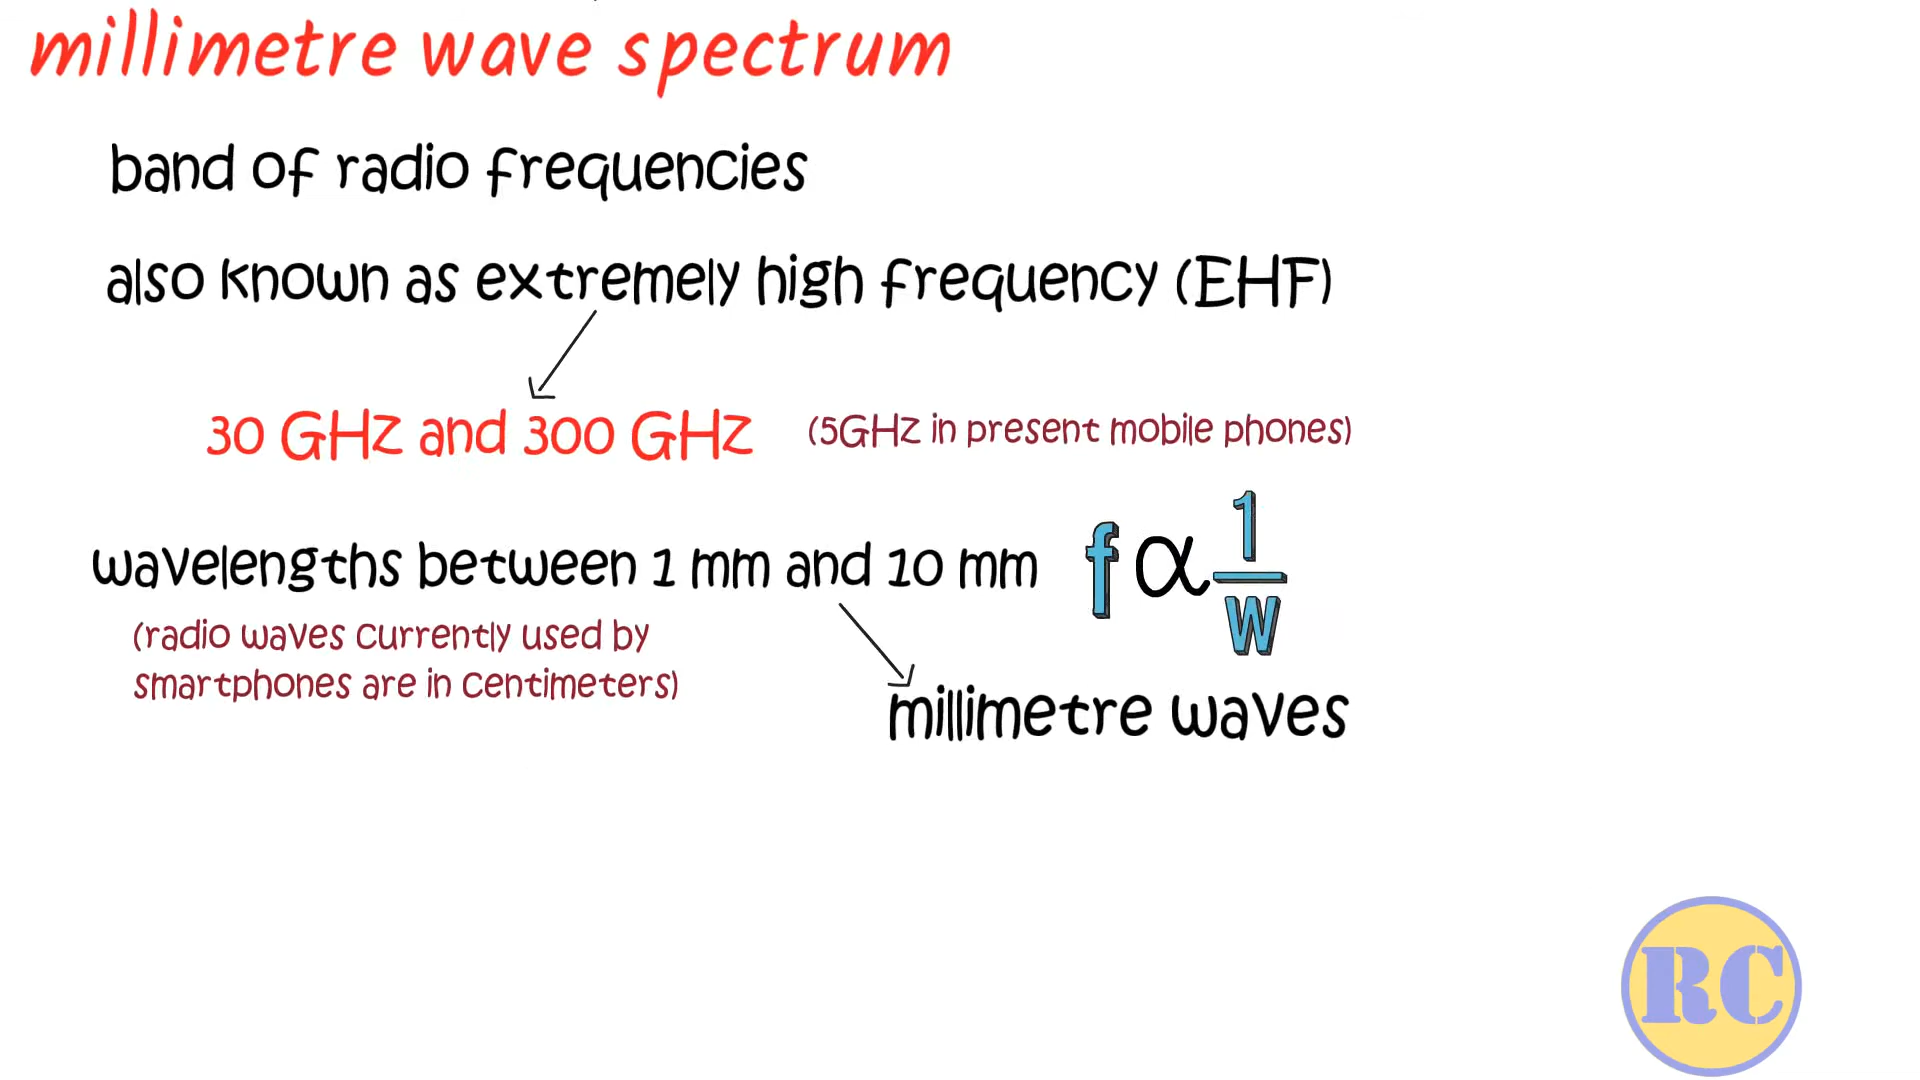 millimetre wave spectrum
band of radio frequencies
also known as extremely high frequency (EHF)
30 GHz and 300 GHz (5GHz in present mobile phones)
wavelengths between 1 mm and 10 mm f ∝ 1/W
(radio waves currently used by
smartphones are in centimeters)
millimetre waves
RC